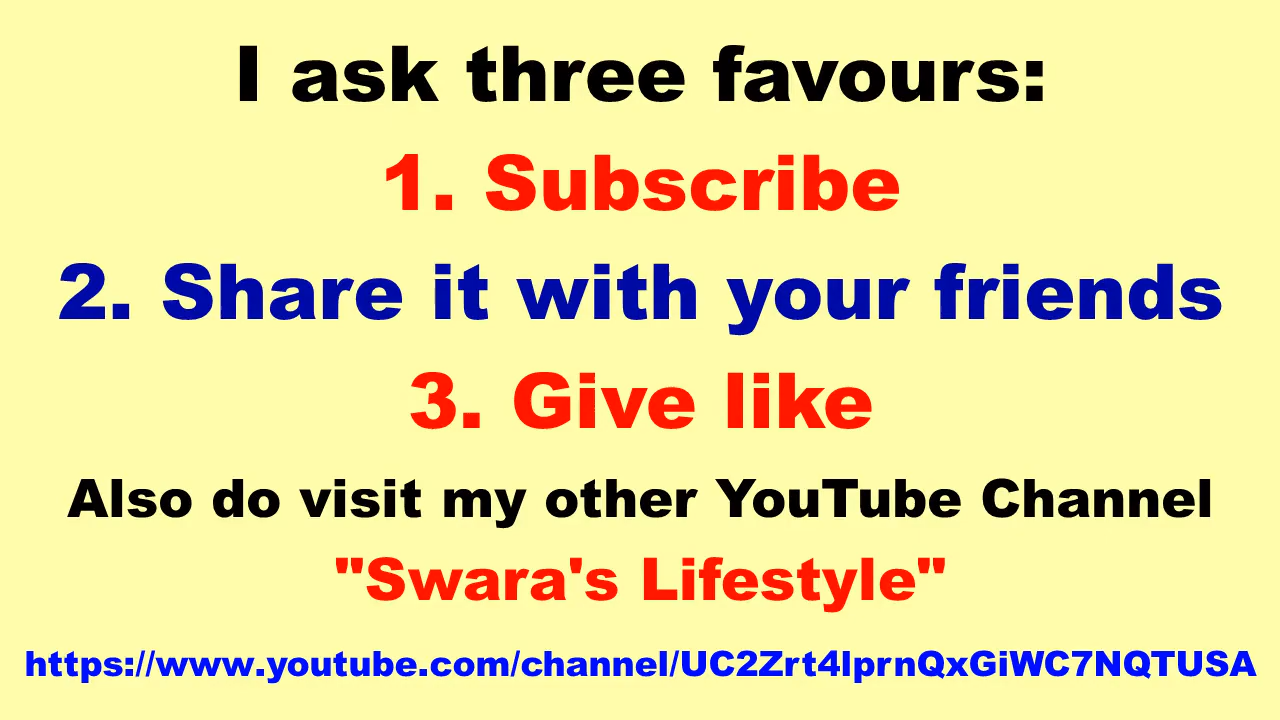 I ask three favours:
1. Subscribe
2. Share it with your friends
3. Give like
Also do visit my other YouTube Channel
"Swara's Lifestyle"
https://www.youtube.com/channel/UC2Zrt4lprnQxGiWC7NQTUSA